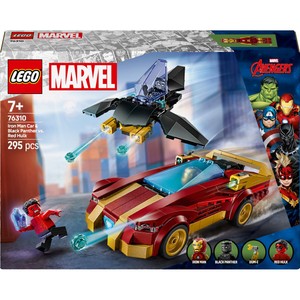 LEGO
MARVEL
7+
76310
Iron Man Car &
Black Panther vs.
Red Hulk
295 pcs
MARVEL
AVENGERS
IRON MAN
BLACK PANTHER
RED HULK